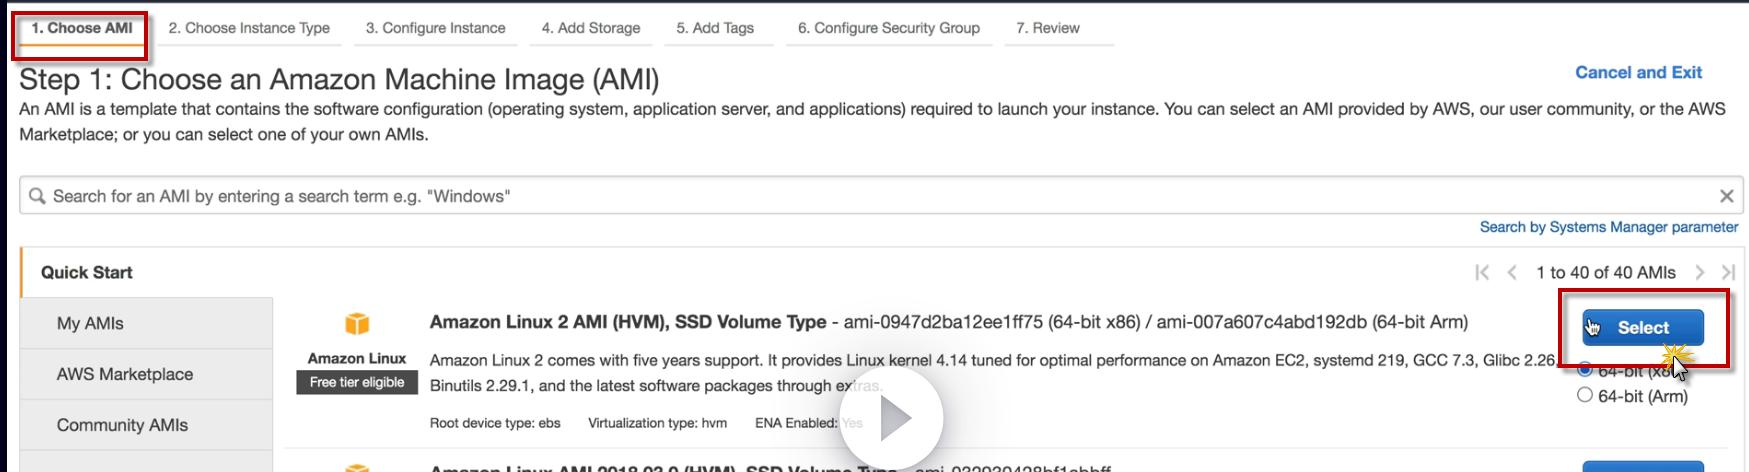 1. Choose AMI 2. Choose Instance Type 3. Configure Instance 4. Add Storage 5. Add Tags 6. Configure Security Group 7. Review
Step 1: Choose an Amazon Machine Image (AMI)
Cancel and Exit
An AMI is a template that contains the software configuration (operating system, application server, and applications) required to launch your instance. You can select an AMI provided by AWS, our user community, or the AWS
Marketplace; or you can select one of your own AMIs.
Search for an AMI by entering a search term e.g. "Windows"
Search by Systems Manager parameter
Quick Start
1 to 40 of 40 AMIs
My AMIs
AWS Marketplace
Community AMIs
Amazon Linux
Free tier eligible
Amazon Linux 2 AMI (HVM), SSD Volume Type - ami-0947d2ba12ee1ff75 (64-bit x86) / ami-007a607c4abd192db (64-bit Arm)
Amazon Linux 2 comes with five years support. It provides Linux kernel 4.14 tuned for optimal performance on Amazon EC2, systemd 219, GCC 7.3, Glibc 2.26,
Binutils 2.29.1, and the latest software packages through extras.
Root device type: ebs Virtualization type: hvm ENA Enabled: Yes
Select
64-bit
64-bit (Arm)
Amazon Linux AMI 2018.03.0 (HVM), SSD Volume Type